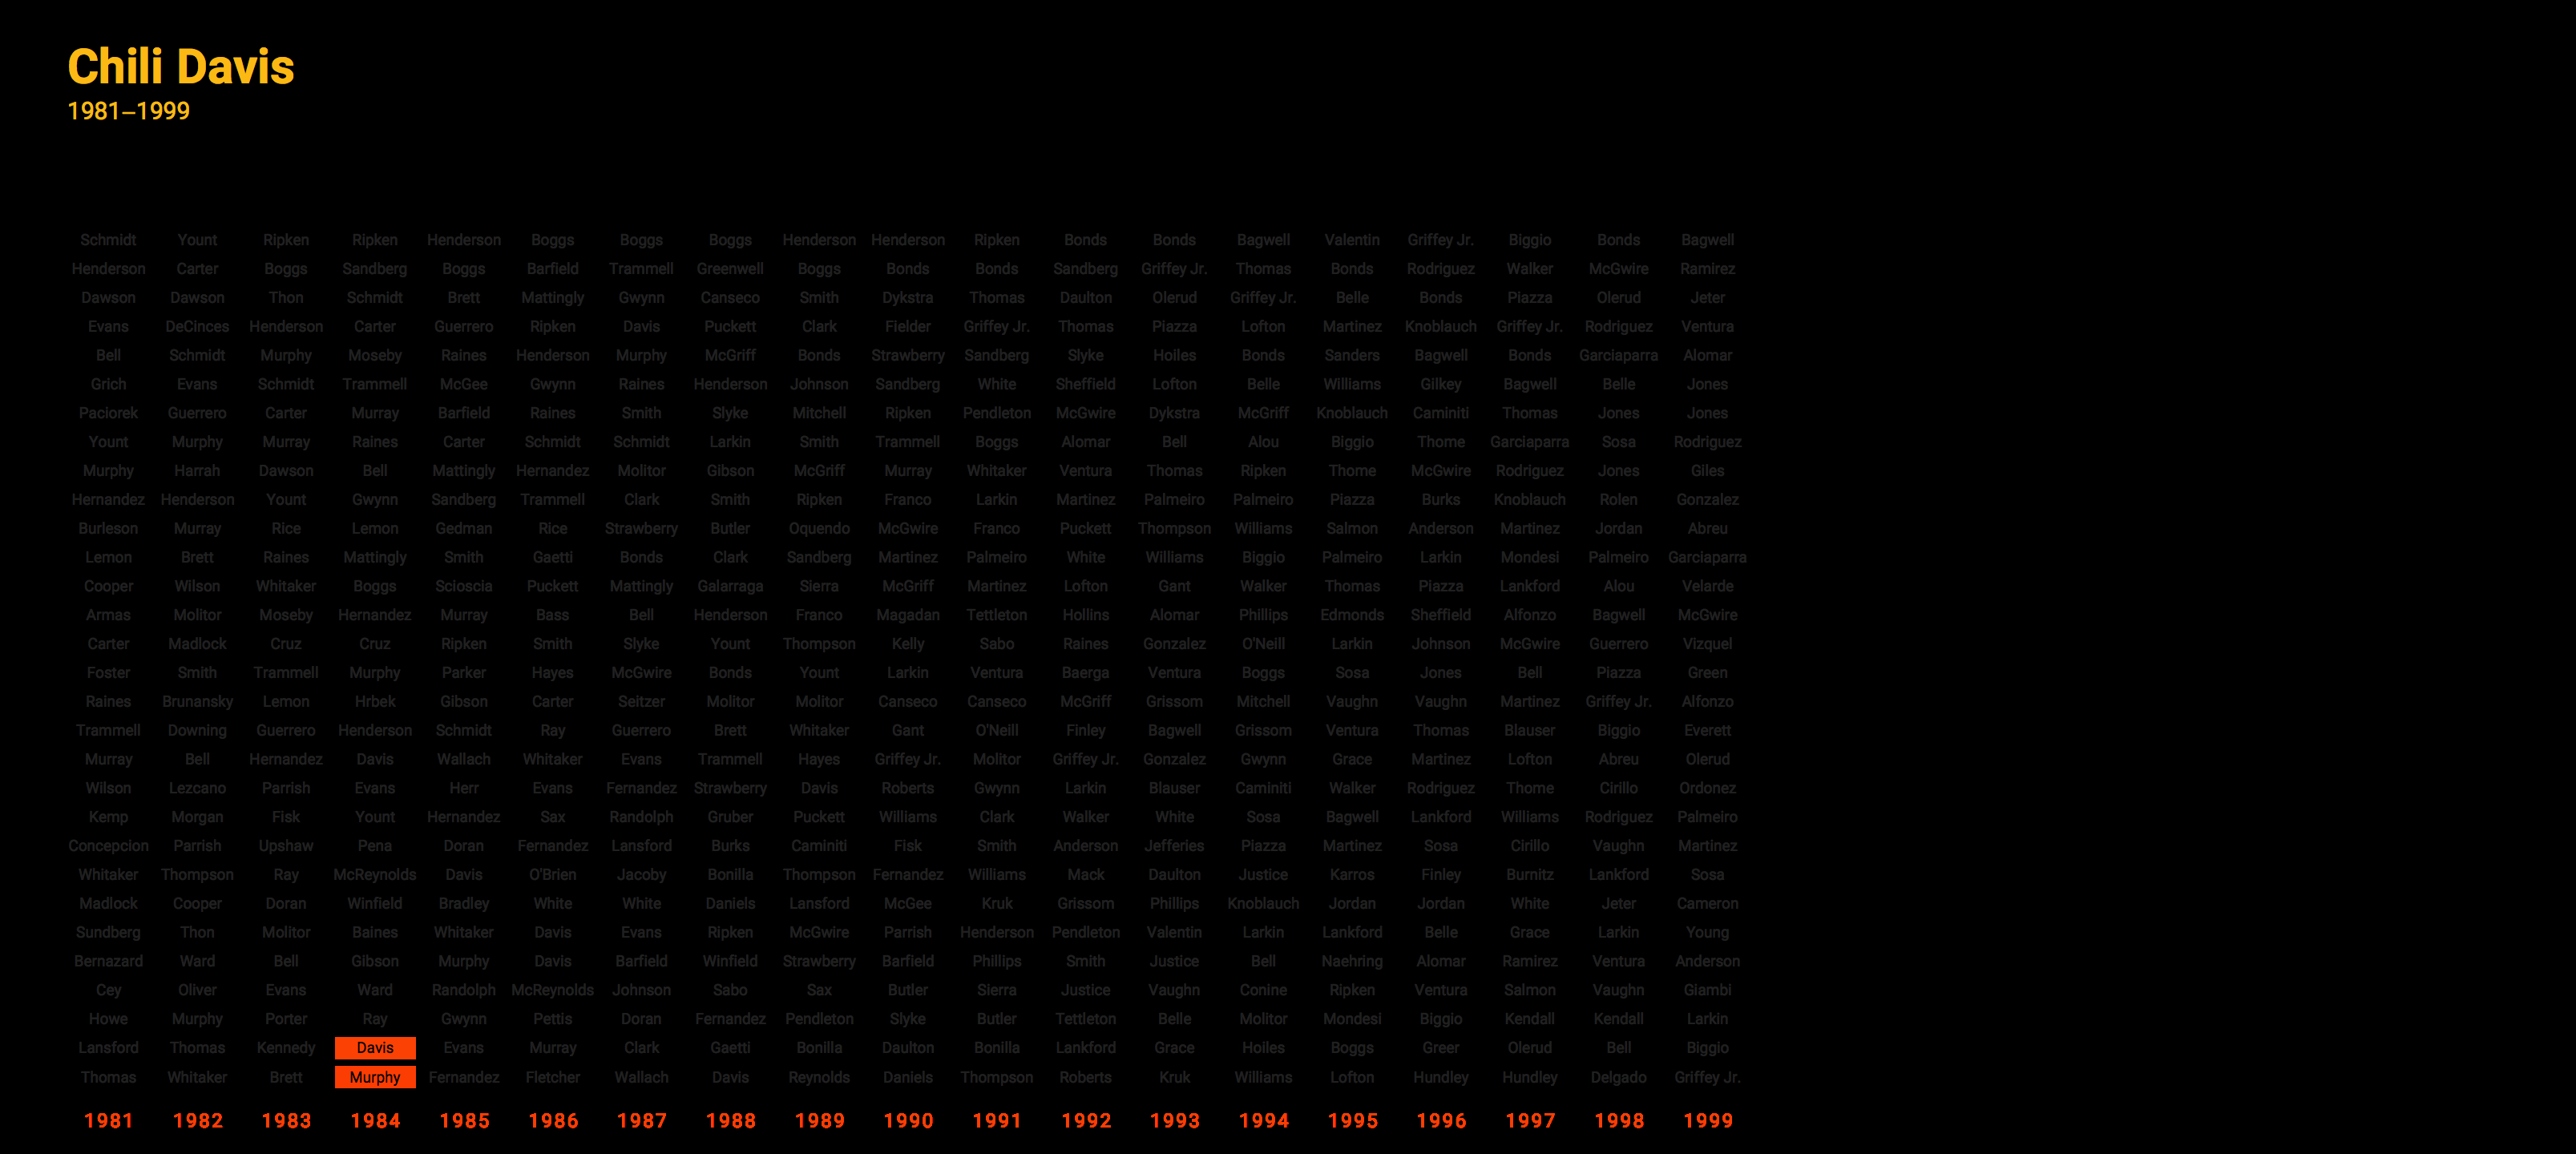 Chili Davis
1981–1999
Schmidt Yount Ripken Ripken Henderson Boggs Boggs Boggs Henderson Henderson Ripken Bonds Bonds Bagwell Valentin Griffey Jr. Biggio Bonds Bagwell
Henderson Carter Boggs Sandberg Boggs Barfield Trammell Greenwell Boggs Bonds Bonds Sandberg Griffey Jr. Thomas Bonds Rodriguez Walker McGwire Ramirez
Dawson Dawson Thon Schmidt Brett Mattingly Gwynn Canseco Smith Dykstra Thomas Daulton Olerud Griffey Jr. Belle Bonds Piazza Olerud Jeter
Evans DeCinces Henderson Carter Guerrero Ripken Davis Puckett Clark Fielder Griffey Jr. Thomas Piazza Lofton Martinez Knoblauch Griffey Jr. Rodriguez Ventura
Bell Schmidt Murphy Moseby Raines Henderson Murphy McGriff Bonds Strawberry Sandberg Slyke Hoiles Bonds Sanders Bagwell Bonds Garciaparra Alomar
Grich Evans Schmidt Trammell McGee Gwynn Raines Henderson Johnson Sandberg White Sheffield Lofton Belle Williams Gilkey Bagwell Belle Jones
Paciorek Guerrero Carter Murray Barfield Raines Smith Slyke Mitchell Ripken Pendleton McGwire Dykstra McGriff Knoblauch Caminiti Thomas Jones Jones
Yount Murphy Murray Raines Carter Schmidt Schmidt Larkin Smith Trammell Boggs Alomar Bell Alou Biggio Thome Garciaparra Sosa Rodriguez
Murphy Harrah Dawson Bell Mattingly Hernandez Molitor Gibson McGriff Murray Whitaker Ventura Thomas Ripken Thome McGwire Rodriguez Jones Giles
Hernandez Henderson Yount Gwynn Sandberg Trammell Clark Smith Ripken Franco Larkin Martinez Palmeiro Palmeiro Piazza Burks Knoblauch Rolen Gonzalez
Burleson Murray Rice Lemon Gedman Rice Strawberry Butler Oquendo McGwire Franco Puckett Thompson Williams Salmon Anderson Martinez Jordan Abreu
Lemon Brett Raines Mattingly Smith Gaetti Bonds Clark Sandberg Martinez Palmeiro White Williams Biggio Palmeiro Larkin Mondesi Palmeiro Garciaparra
Cooper Wilson Whitaker Boggs Scioscia Puckett Mattingly Galarraga Sierra McGriff Martinez Lofton Gant Walker Thomas Piazza Lankford Alou Velarde
Armas Molitor Moseby Hernandez Murray Bass Bell Henderson Franco Magadan Tettleton Hollins Alomar Phillips Edmonds Sheffield Alfonzo Bagwell McGwire
Carter Madlock Cruz Cruz Ripken Smith Slyke Yount Thompson Kelly Sabo Raines Gonzalez O'Neill Larkin Johnson McGwire Guerrero Vizquel
Foster Smith Trammell Murphy Parker Hayes McGwire Bonds Yount Larkin Ventura Baerga Ventura Boggs Sosa Jones Bell Piazza Green
Raines Brunansky Lemon Hrbek Gibson Carter Seitzer Molitor Molitor Canseco Canseco McGriff Grissom Mitchell Vaughn Vaughn Martinez Griffey Jr. Alfonzo
Trammell Downing Guerrero Henderson Schmidt Ray Guerrero Brett Whitaker Gant O'Neill Finley Bagwell Grissom Ventura Thomas Blauser Biggio Everett
Murray Bell Hernandez Davis Wallach Whitaker Evans Trammell Hayes Griffey Jr. Molitor Griffey Jr. Gonzalez Gwynn Grace Martinez Lofton Abreu Olerud
Wilson Lezcano Parrish Evans Herr Evans Fernandez Strawberry Davis Roberts Gwynn Larkin Blauser Caminiti Walker Rodriguez Thome Cirillo Ordonez
Kemp Morgan Fisk Yount Hernandez Sax Randolph Gruber Puckett Williams Clark Walker White Sosa Bagwell Lankford Williams Rodriguez Palmeiro
Concepcion Parrish Upshaw Pena Doran Fernandez Lansford Burks Caminiti Fisk Smith Anderson Jefferies Piazza Martinez Sosa Cirillo Vaughn Martinez
Whitaker Thompson Ray McReynolds Davis O'Brien Jacoby Bonilla Thompson Fernandez Williams Mack Daulton Justice Karros Finley Burnitz Lankford Sosa
Madlock Cooper Doran Winfield Bradley White White Daniels Lansford McGee Kruk Grissom Phillips Knoblauch Jordan Jordan White Jeter Cameron
Sundberg Thon Molitor Baines Whitaker Davis Evans Ripken McGwire Parrish Henderson Pendleton Valentin Larkin Lankford Belle Grace Larkin Young
Bernazard Ward Bell Gibson Murphy Davis Barfield Winfield Strawberry Barfield Phillips Smith Justice Bell Naehring Alomar Ramirez Ventura Anderson
Cey Oliver Evans Ward Randolph McReynolds Johnson Sabo Sax Butler Sierra Justice Vaughn Conine Ripken Ventura Salmon Vaughn Giambi
Howe Murphy Porter Ray Gwynn Pettis Doran Fernandez Pendleton Slyke Butler Tettleton Belle Molitor Mondesi Biggio Kendall Kendall Larkin
Lansford Thomas Kennedy Davis Evans Murray Clark Gaetti Bonilla Daulton Bonilla Lankford Grace Hoiles Boggs Greer Olerud Bell Biggio
Thomas Whitaker Brett Murphy Fernandez Fletcher Wallach Davis Reynolds Daniels Thompson Roberts Kruk Williams Lofton Hundley Hundley Delgado Griffey Jr.
1981 1982 1983 1984 1985 1986 1987 1988 1989 1990 1991 1992 1993 1994 1995 1996 1997 1998 1999